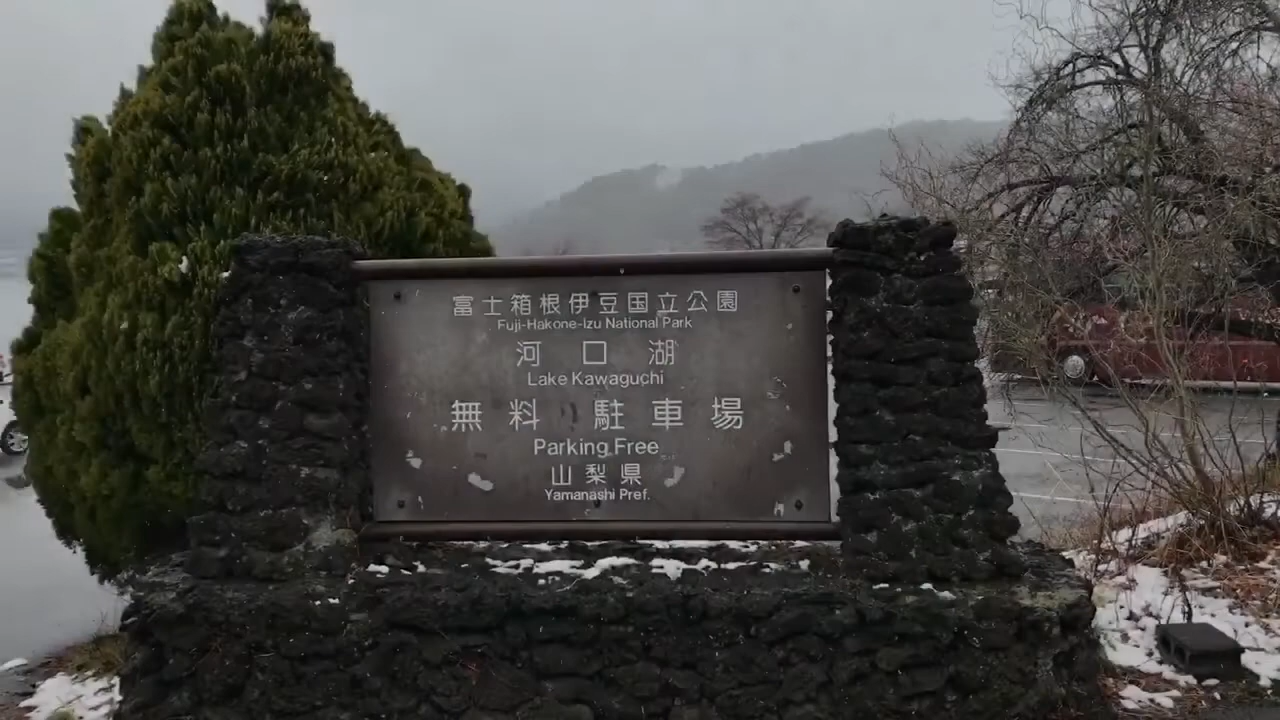 富士箱根伊豆国立公園
Fuji-Hakone-Izu National Park
河口湖
Lake Kawaguchi
無料 駐車場
Parking Free
山梨県
Yamanashi Pref.